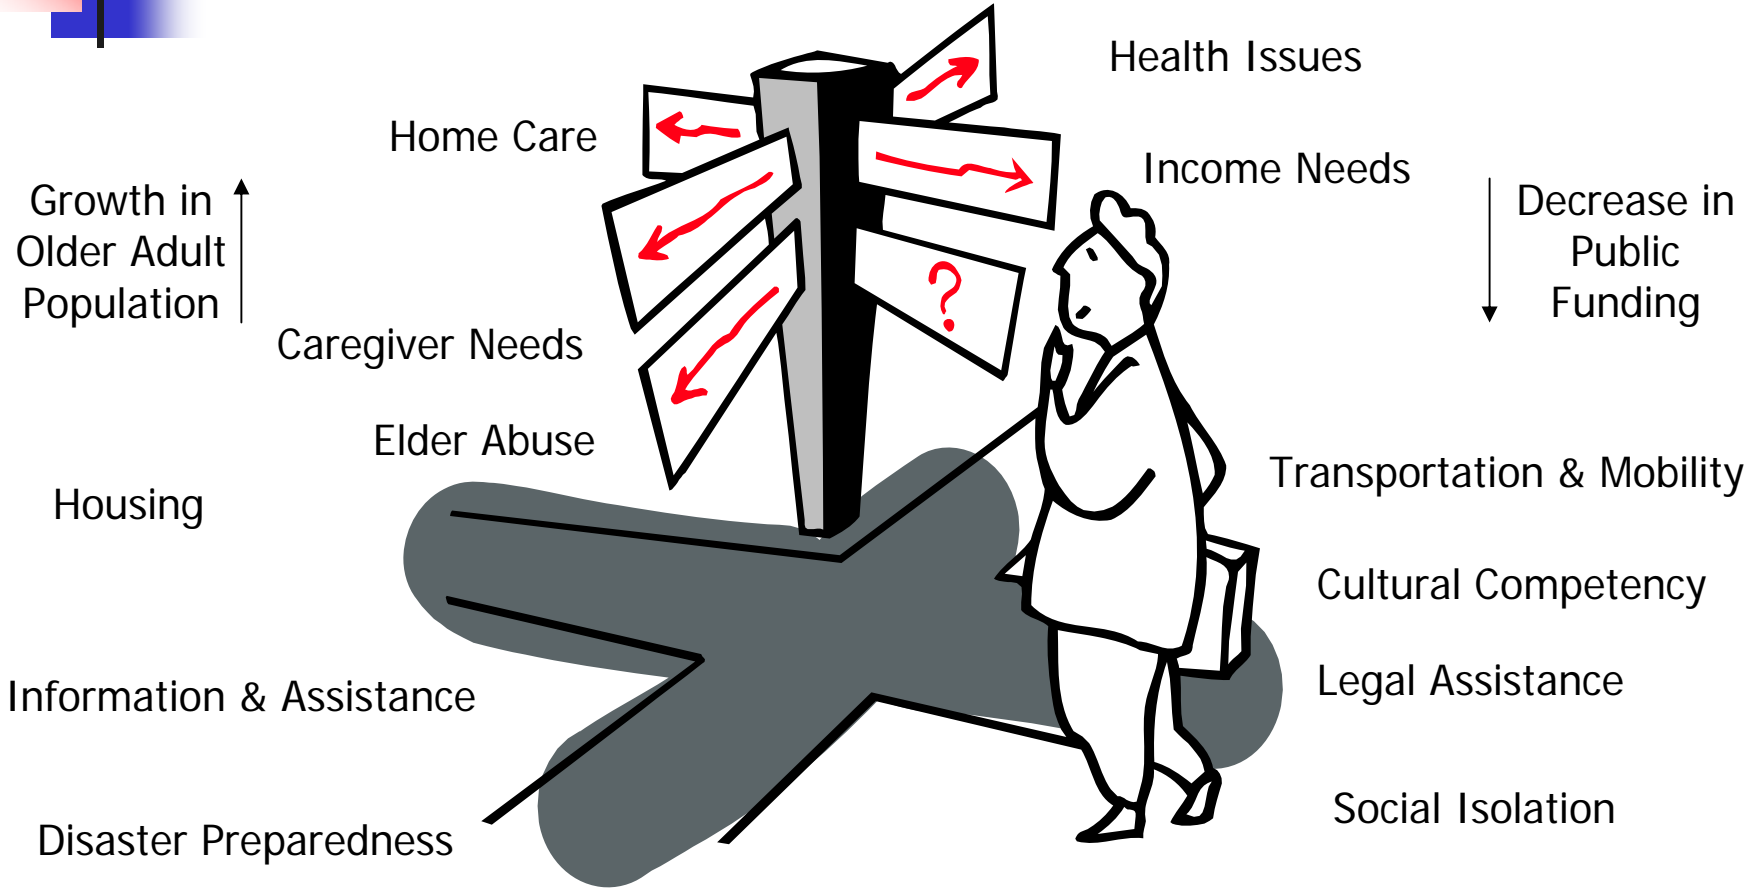 Health Issues
Home Care
Income Needs
Growth in
Older Adult
Population
Decrease in
Public
Funding
?
Caregiver Needs
Elder Abuse
Transportation & Mobility
Housing
Cultural Competency
Legal Assistance
Information & Assistance
Social Isolation
Disaster Preparedness